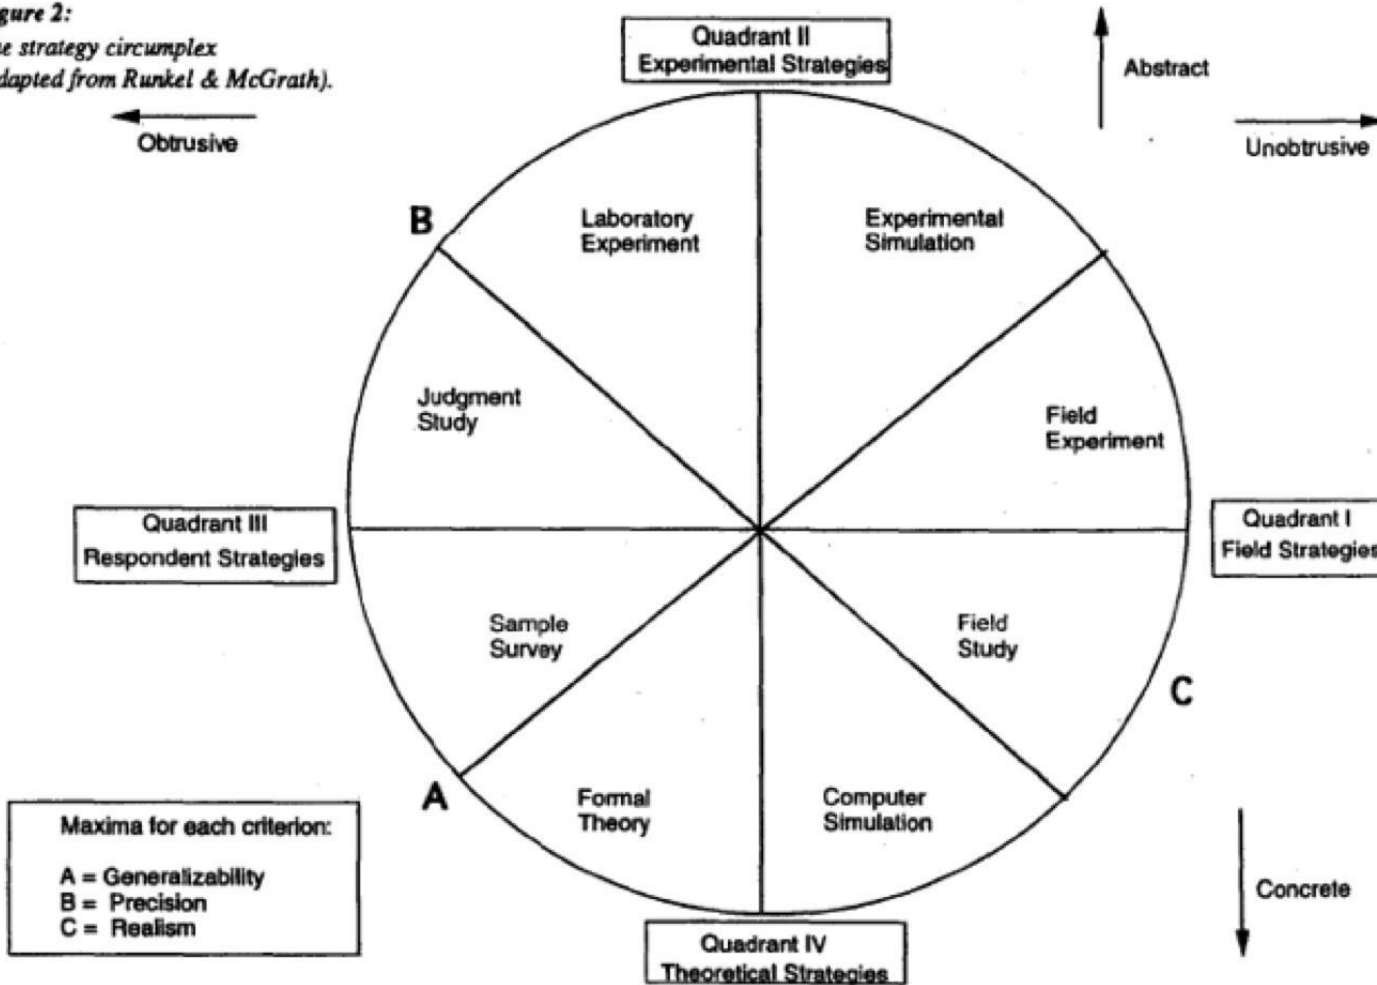 gure 2:
e strategy circumplex
dapted from Runkel & McGrath).
Obtrusive
Quadrant II
Experimental Strategies
Abstract
Unobtrusive
B
Laboratory
Experiment
Experimental
Simulation
Judgment
Study
Field
Experiment
Quadrant III
Respondent Strategies
Quadrant I
Field Strategies
Sample
Survey
Field
Study
C
A
Formal
Theory
Computer
Simulation
Maxima for each criterion:
A = Generalizability
B = Precision
C = Realism
Concrete
Quadrant IV
Theoretical Strategies